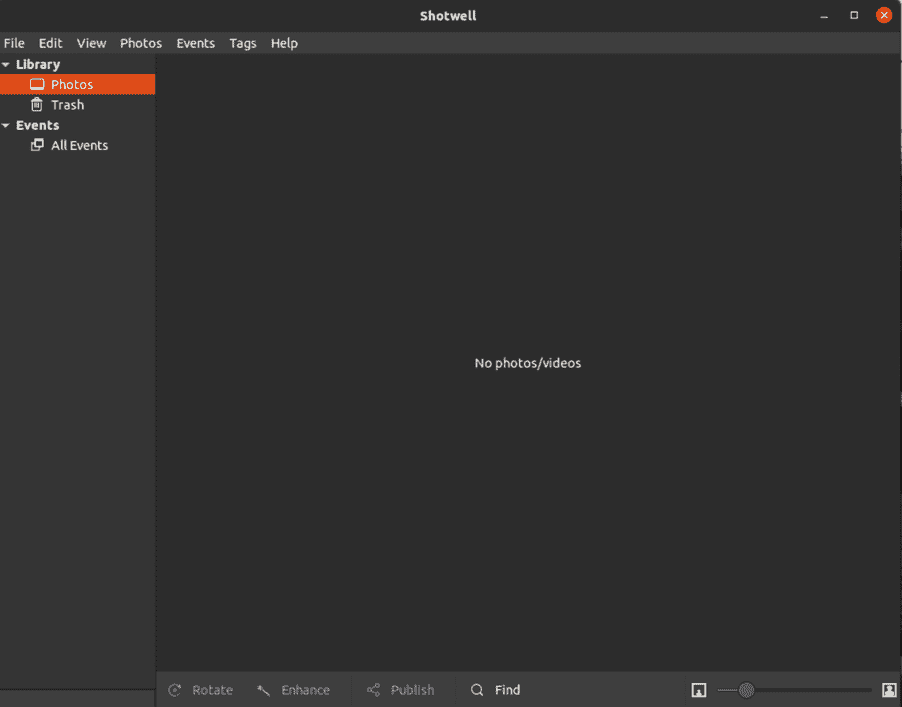 Shotwell
File Edit View Photos Events Tags Help
Library
Photos
Trash
Events
All Events
No photos/videos
Rotate Enhance Publish Find